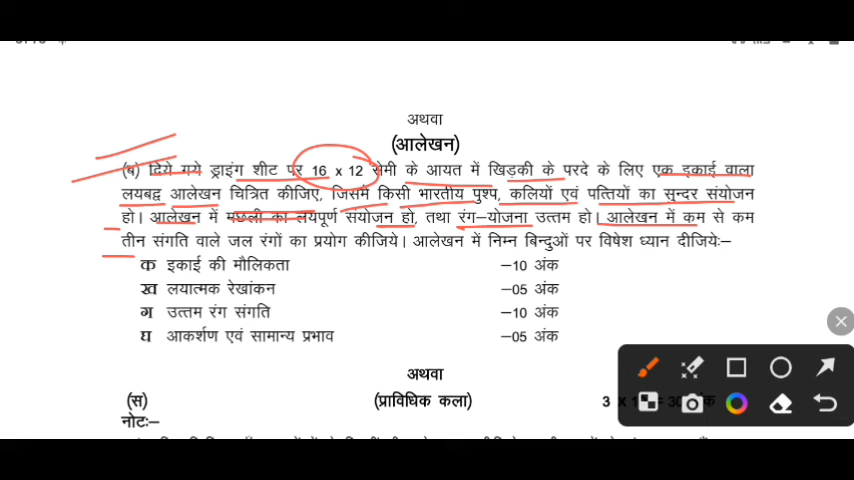 अथवा
(आलेखन)
(ब) दिये गये ड्राइंग शीट पर 16 x 12 सेमी के आयत में खिड़की के परदे के लिए एक इकाई वाला
लयबद्व आलेखन चित्रित कीजिए, जिसमें किसी भारतीय पुश्प, कलियों एवं पत्तियों का सुन्दर संयोजन
हो। आलेखन में मछली का लयपूर्ण संयोजन हो, तथा रंग–योजना उत्तम हो। आलेखन में कम से कम
तीन संगति वाले जल रंगों का प्रयोग कीजिये। आलेखन में निम्न बिन्दुओं पर विषेश ध्यान दीजियेः–
क इकाई की मौलिकता –10 अंक
ख लयात्मक रेखांकन –05 अंक
ग उत्तम रंग संगति –10 अंक
घ आकर्शण एवं सामान्य प्रभाव –05 अंक
अथवा
(स) (प्राविधिक कला) 3 x
नोटः–